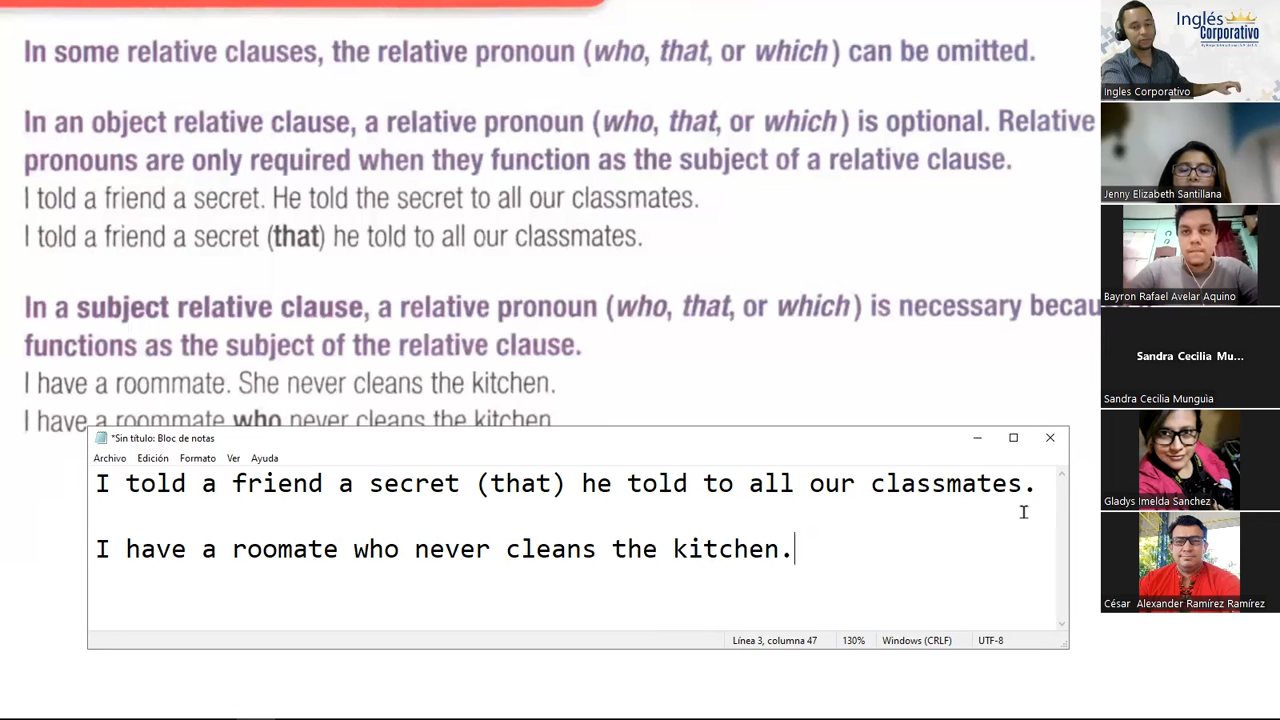 In some relative clauses, the relative pronoun (who, that, or which) can be omitted.
In an object relative clause, a relative pronoun (who, that, or which) is optional. Relative
pronouns are only required when they function as the subject of a relative clause.
I told a friend a secret. He told the secret to all our classmates.
I told a friend a secret (that) he told to all our classmates.
In a subject relative clause, a relative pronoun (who, that, or which) is necessary becau
functions as the subject of the relative clause.
I have a roommate. She never cleans the kitchen.
I have a roommate who never cleans the kitchen
*Sin título: Bloc de notas
Archivo Edición Formato Ver Ayuda
I told a friend a secret (that) he told to all our classmates.
I have a roomate who never cleans the kitchen.
Línea 3, columna 47 130% Windows (CRLF) UTF-8
Inglés
Corporativo
Ingles Corporativo
Jenny Elizabeth Santillana
Bayron Rafael Avelar Aquino
Sandra Cecilia Mu...
Sandra Cecilia Munguia
Gladys Imelda Sanchez
César Alexander Ramírez Ramírez